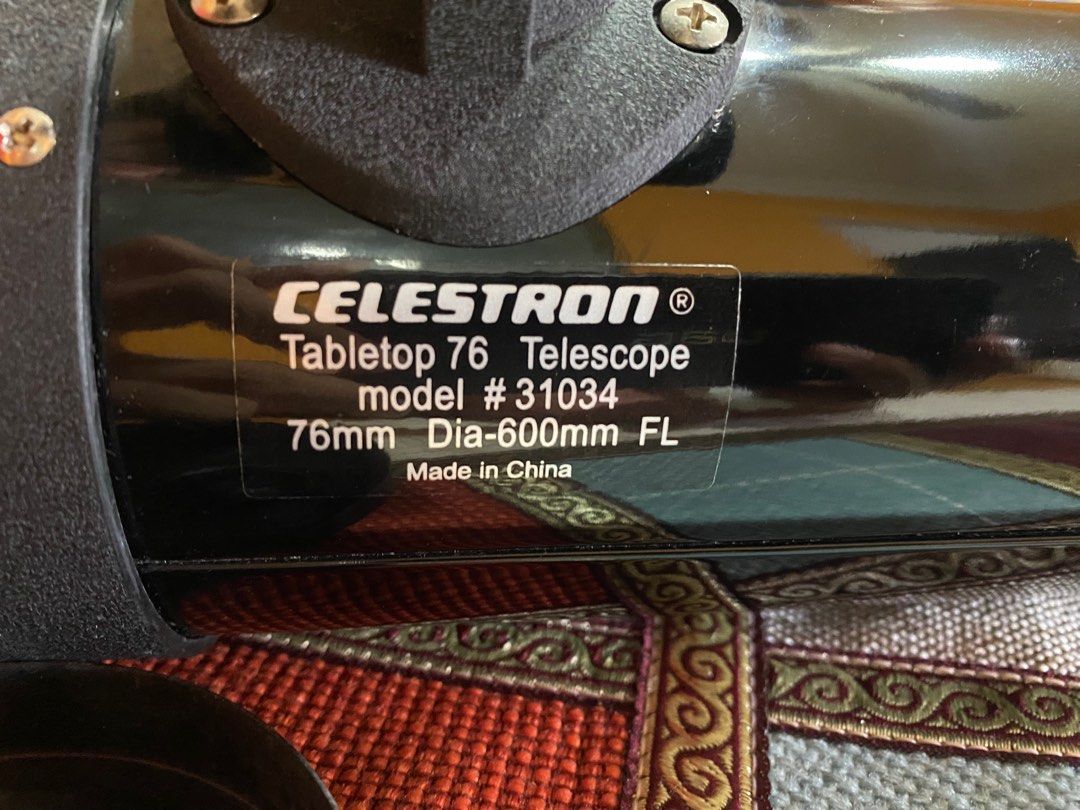 CELESTRON ®
Tabletop 76 Telescope
model # 31034
76mm Dia-600mm FL
Made in China